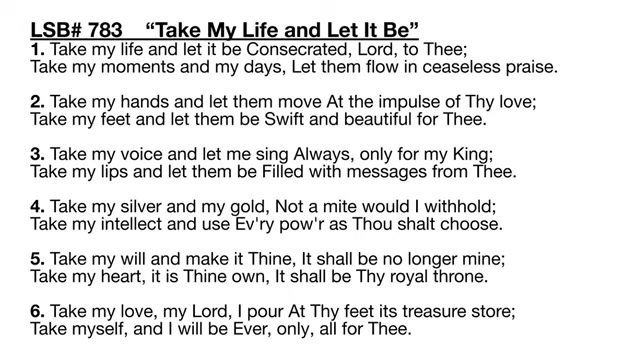 LSB# 783 “Take My Life and Let It Be”
1. Take my life and let it be Consecrated, Lord, to Thee;
Take my moments and my days, Let them flow in ceaseless praise.
2. Take my hands and let them move At the impulse of Thy love;
Take my feet and let them be Swift and beautiful for Thee.
3. Take my voice and let me sing Always, only for my King;
Take my lips and let them be Filled with messages from Thee.
4. Take my silver and my gold, Not a mite would I withhold;
Take my intellect and use Ev'ry pow'r as Thou shalt choose.
5. Take my will and make it Thine, It shall be no longer mine;
Take my heart, it is Thine own, It shall be Thy royal throne.
6. Take my love, my Lord, I pour At Thy feet its treasure store;
Take myself, and I will be Ever, only, all for Thee.